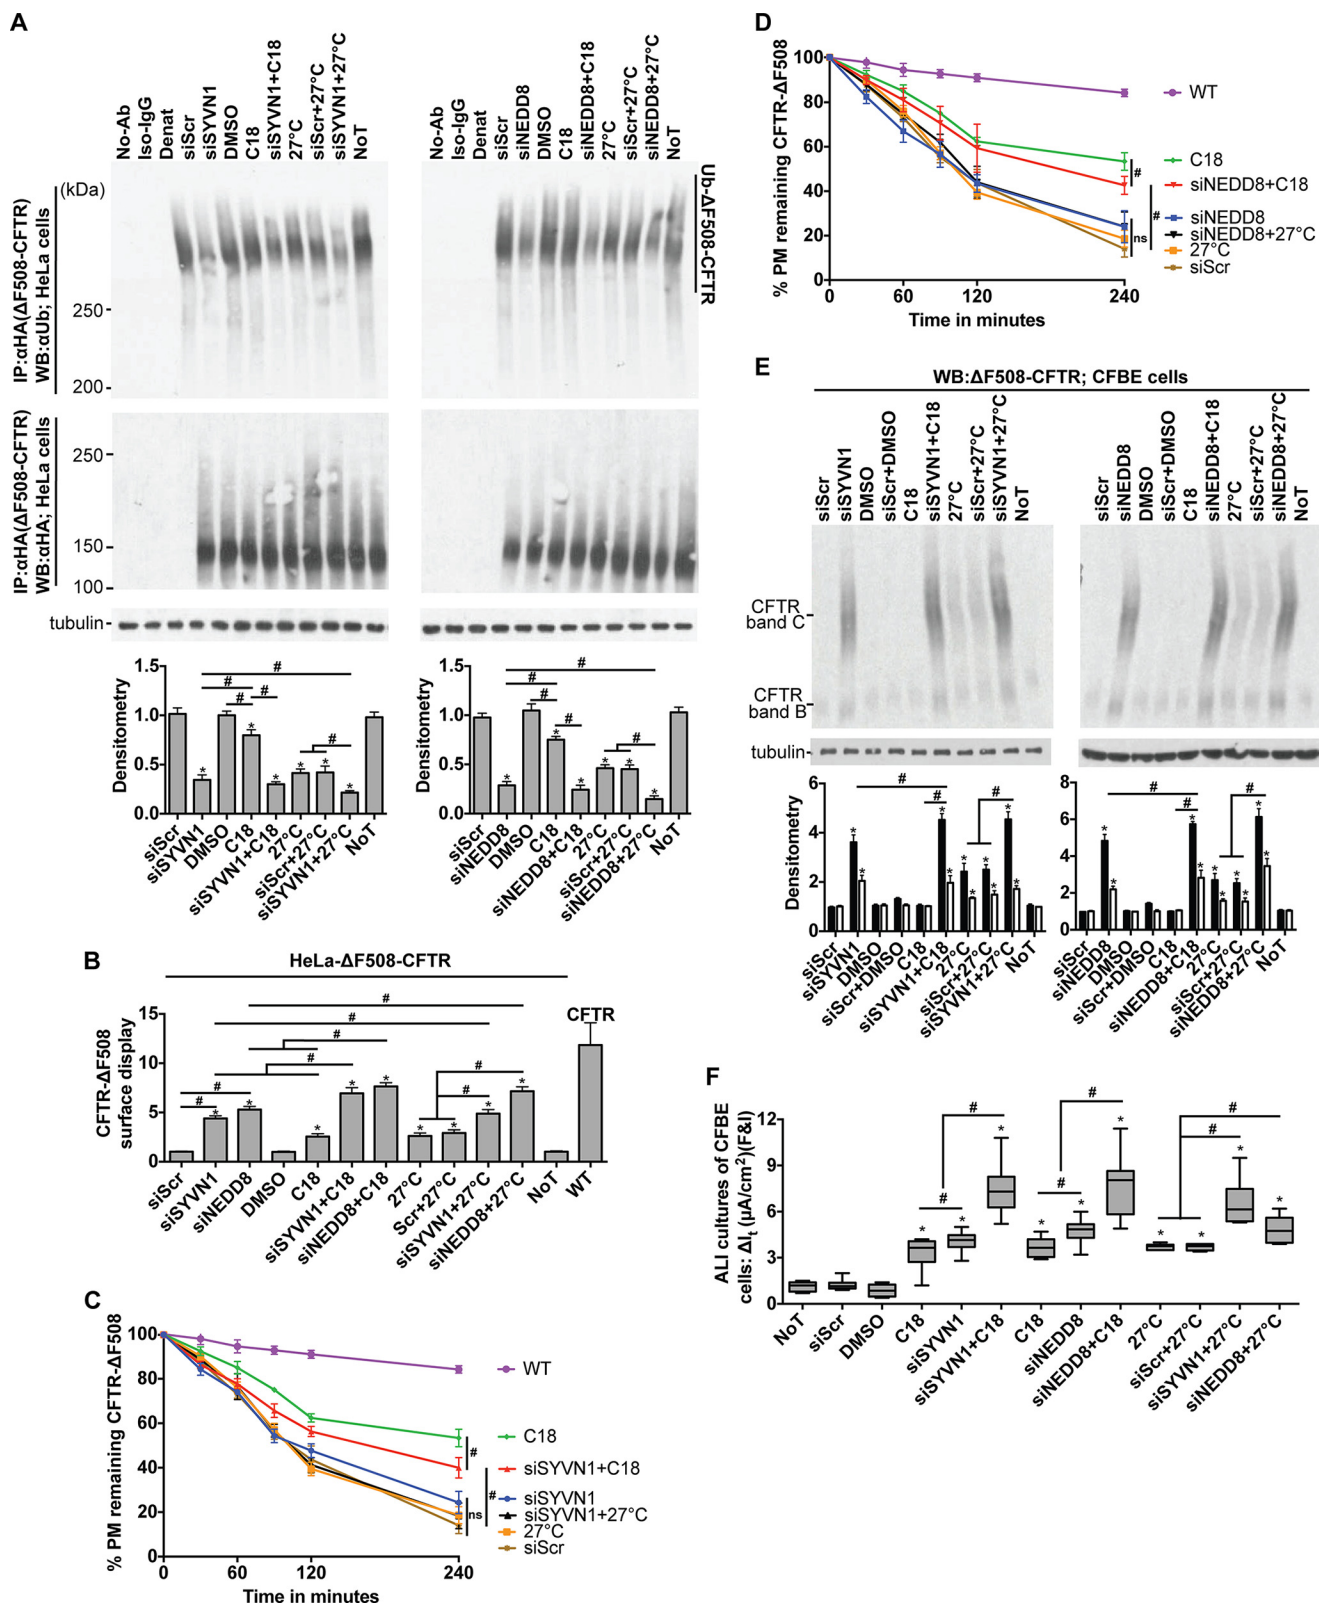 A
No-Ab
Iso-IgG
Denat
siScr
siSYVN1
DMSO
C18
siSYVN1+C18
27°C
siScr+27°C
siSYVN1+27°C
NoT
No-Ab
Iso-IgG
Denat
siScr
siNEDD8
DMSO
C18
siNEDD8+C18
27°C
siScr+27°C
siNEDD8+27°C
NoT
(kDa)
IP:αHA(ΔF508-CFTR)
WB:αUb; HeLa cells
250
200
Ub-ΔF508-CFTR
IP:αHA(ΔF508-CFTR)
WB:αHA; HeLa cells
250
150
100
tubulin
Densitometry
1.5
1.0
0.5
0.0
# # # # #
* * * * * *
siScr
siSYVN1
DMSO
C18
siSYVN1+C18
27°C
siScr+27°C
siSYVN1+27°C
NoT
Densitometry
1.5
1.0
0.5
0.0
# # # # #
* * * * * *
siScr
siNEDD8
DMSO
C18
siNEDD8+C18
27°C
siScr+27°C
siNEDD8+27°C
NoT
B
HeLa-ΔF508-CFTR
CFTR-ΔF508
surface display
15
10
5
0
# # # # # # # #
* * * * * * * * *
CFTR
siScr
siSYVN1
siNEDD8
DMSO
C18
siSYVN1+C18
siNEDD8+C18
27°C
Scr+27°C
siSYVN1+27°C
siNEDD8+27°C
NoT
WT
C
% PM remaining CFTR-ΔF508
100
80
60
40
20
0
0 60 120 240
Time in minutes
WT
C18
siSYVN1+C18
siSYVN1
siSYVN1+27°C
27°C
siScr
#
#
ns
D
% PM remaining CFTR-ΔF508
100
80
60
40
20
0
0 60 120 240
Time in minutes
WT
C18
siNEDD8+C18
siNEDD8
siNEDD8+27°C
27°C
siScr
#
#
ns
E
WB:ΔF508-CFTR; CFBE cells
siScr
siSYVN1
DMSO
siScr+DMSO
C18
siSYVN1+C18
27°C
siScr+27°C
siSYVN1+27°C
NoT
siScr
siNEDD8
DMSO
siScr+DMSO
C18
siNEDD8+C18
27°C
siScr+27°C
siNEDD8+27°C
NoT
CFTR
band C
CFTR
band B
tubulin
Densitometry
6
4
2
0
# # #
* * * * * * * * * *
siScr
siSYVN1
DMSO
siScr+DMSO
C18
siSYVN1+C18
27°C
siScr+27°C
siSYVN1+27°C
NoT
8
6
4
2
0
# # #
* * * * * * * * * *
siScr
siNEDD8
DMSO
siScr+DMSO
C18
siNEDD8+C18
27°C
siScr+27°C
siNEDD8+27°C
NoT
F
ALI cultures of CFBE
cells: ΔIt (µA/cm²)(F&I)
12
9
6
3
0
# # # # # #
* * * * * * * * * *
NoT
siScr
DMSO
C18
siSYVN1
siSYVN1+C18
C18
siNEDD8
siNEDD8+C18
27°C
siScr+27°C
siSYVN1+27°C
siNEDD8+27°C